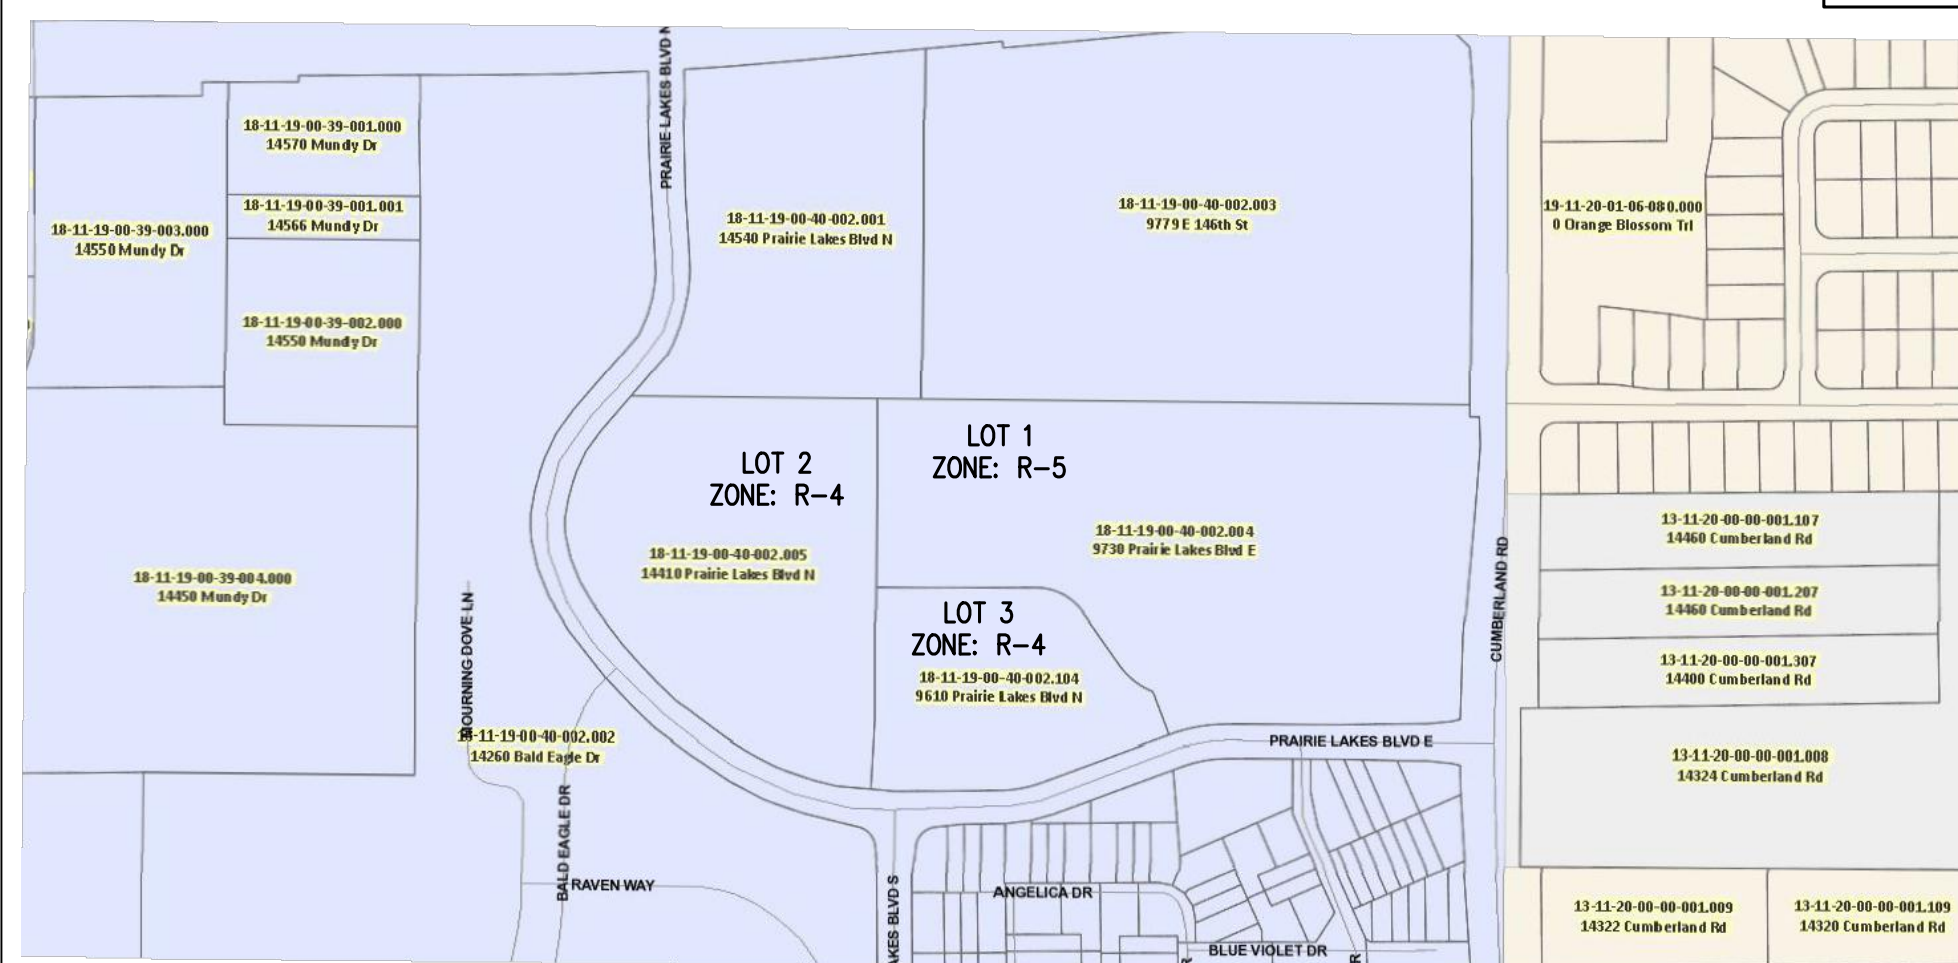 PRAIRIE LAKES BLVD N
18-11-19-00-39-001.000
14570 Mundy Dr
18-11-19-00-39-001.001
14566 Mundy Dr
18-11-19-00-39-003.000
14550 Mundy Dr
18-11-19-00-39-002.000
14550 Mundy Dr
18-11-19-00-40-002.001
14540 Prairie Lakes Blvd N
18-11-19-00-40-002.003
9779 E 146th St
19-11-20-01-06-080.000
0 Orange Blossom Trl
LOT 1
ZONE: R-5
LOT 2
ZONE: R-4
18-11-19-00-40-002.005
14410 Prairie Lakes Blvd N
18-11-19-00-40-002.004
9730 Prairie Lakes Blvd E
LOT 3
ZONE: R-4
18-11-19-00-40-002.104
9610 Prairie Lakes Blvd N
18-11-19-00-39-004.000
14450 Mundy Dr
MOURNING DOVE LN
18-11-19-00-40-002.002
14260 Bald Eagle Dr
CUMBERLAND RD
13-11-20-00-00-001.107
14460 Cumberland Rd
13-11-20-00-00-001.207
14460 Cumberland Rd
13-11-20-00-00-001.307
14400 Cumberland Rd
PRAIRIE LAKES BLVD E
13-11-20-00-00-001.008
14324 Cumberland Rd
BALD EAGLE DR
RAVEN WAY
AKES BLVD S
ANGELICA DR
BLUE VIOLET DR
R
R
13-11-20-00-00-001.009
14322 Cumberland Rd
13-11-20-00-00-001.109
14320 Cumberland Rd